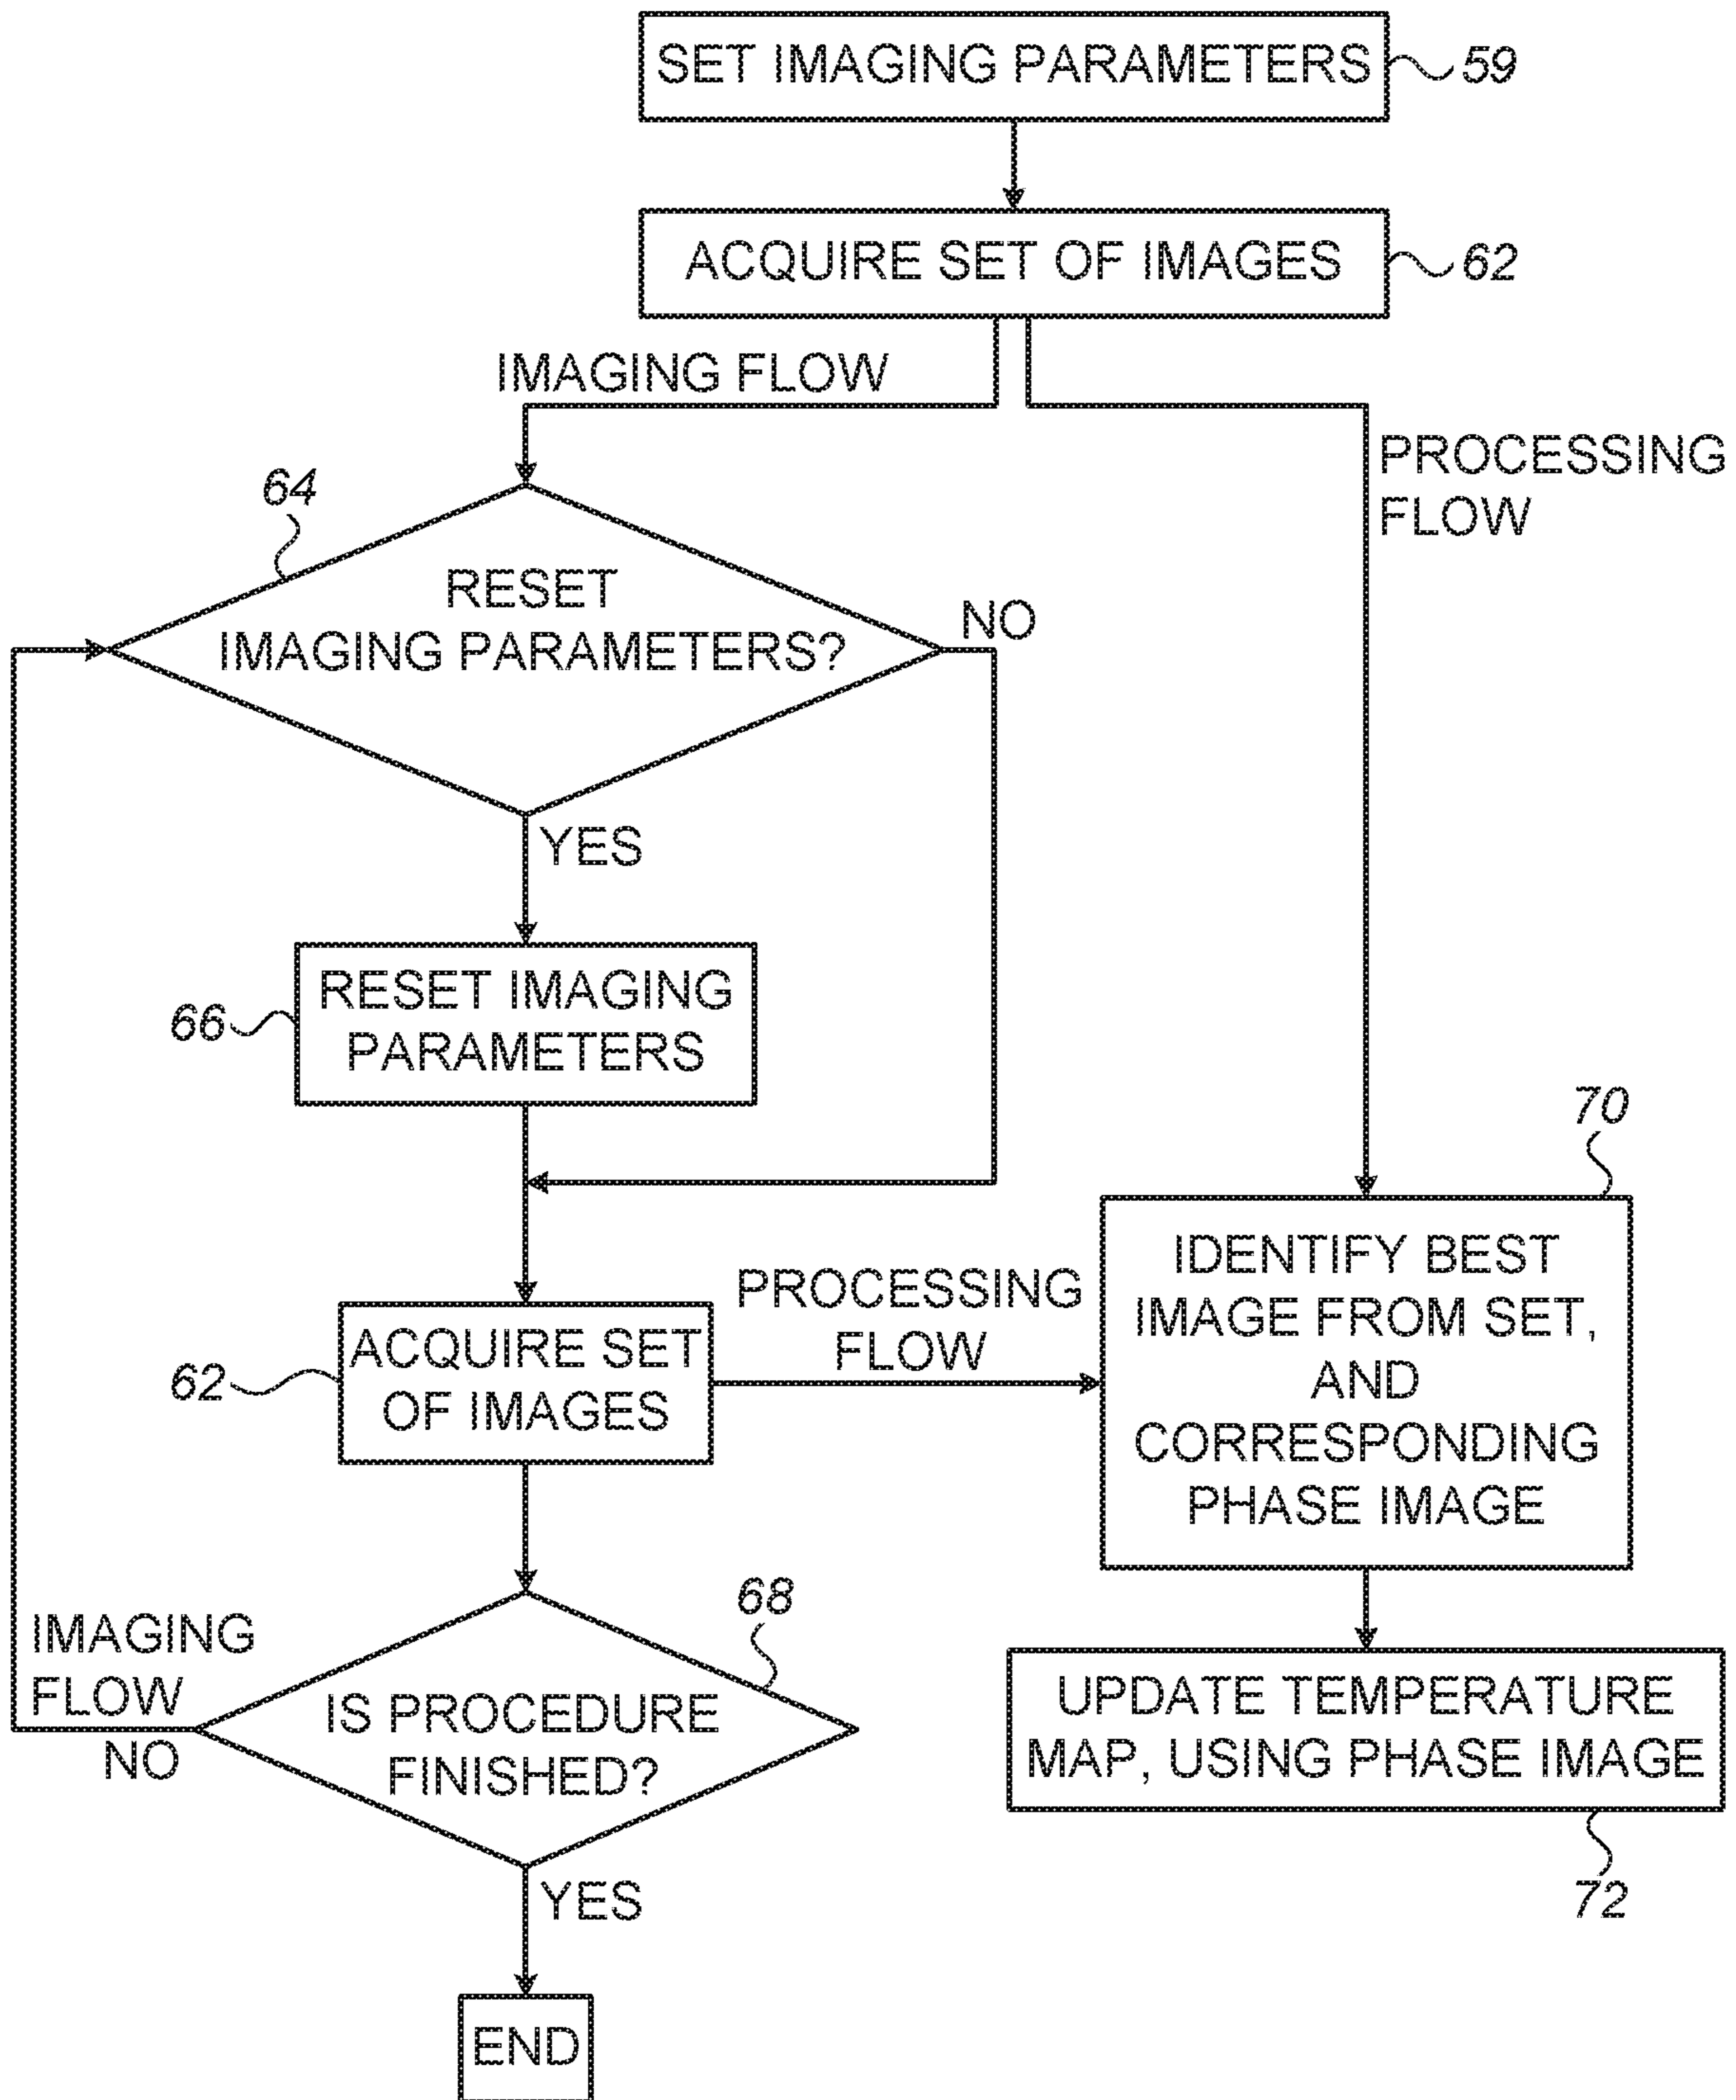 SET IMAGING PARAMETERS
59
ACQUIRE SET OF IMAGES
62
IMAGING FLOW
PROCESSING
FLOW
64
RESET
IMAGING PARAMETERS?
NO
YES
66
RESET IMAGING
PARAMETERS
70
IDENTIFY BEST
IMAGE FROM SET,
AND
CORRESPONDING
PHASE IMAGE
PROCESSING
FLOW
62
ACQUIRE SET
OF IMAGES
68
IMAGING
FLOW
NO
IS PROCEDURE
FINISHED?
UPDATE TEMPERATURE
MAP, USING PHASE IMAGE
72
YES
END